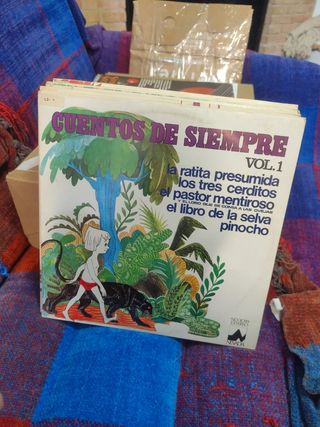 CUENTOS DE SIEMPRE
VOL.1
la ratita presumida
los tres cerditos
el pastor mentiroso
el libro de la selva
pinocho
NEVADA